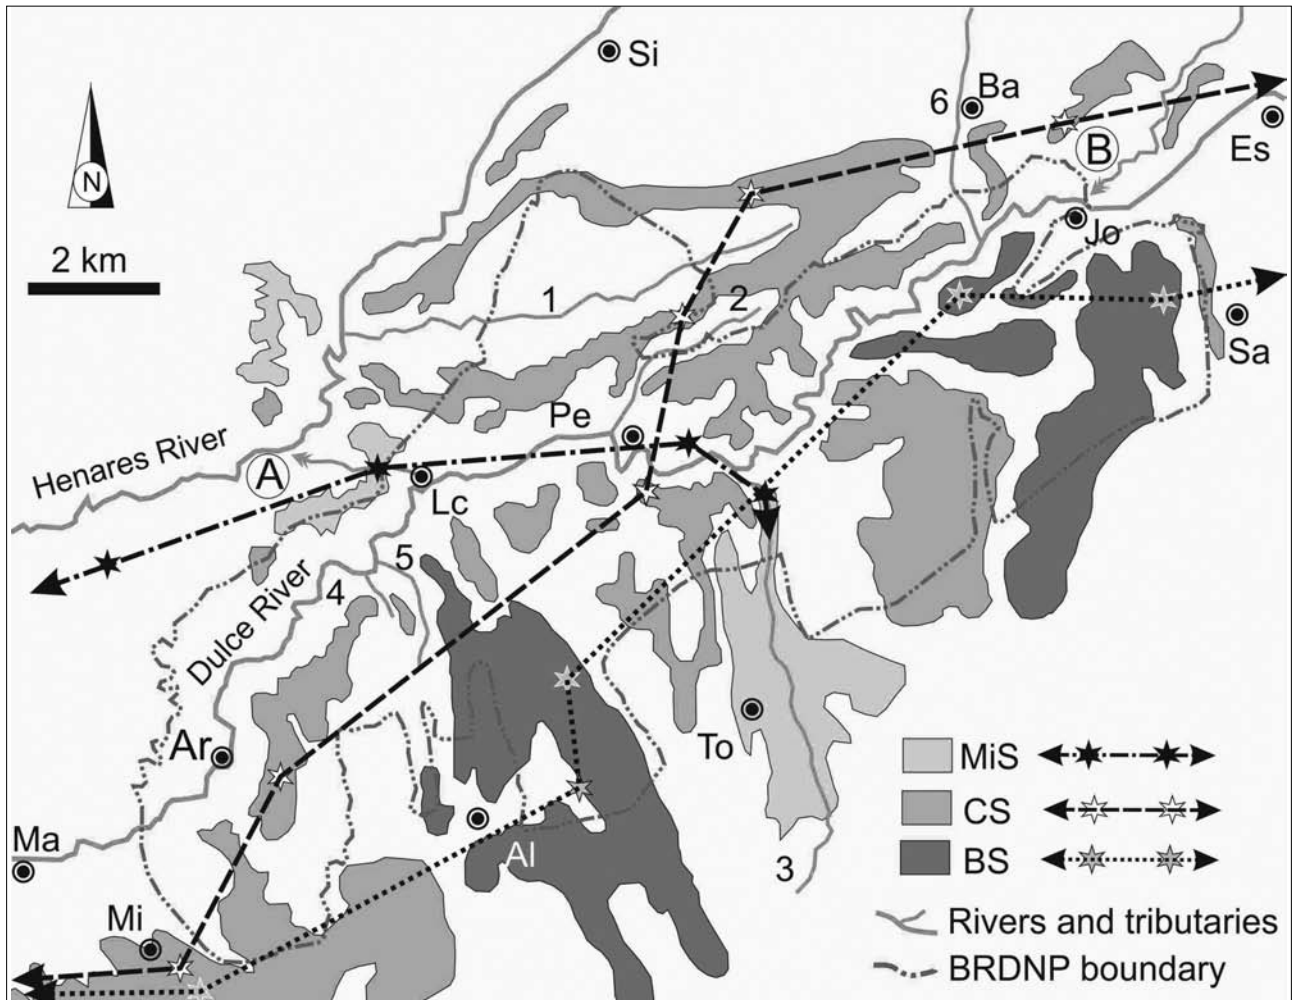 Si
Ba
6
B
Es
N
2 km
Jo
1
2
Sa
Pe
Henares River
A
Lc
5
4
Dulce River
To
Ar
MiS
CS
Ma
Al
BS
3
Mi
Rivers and tributaries
BRDNP boundary